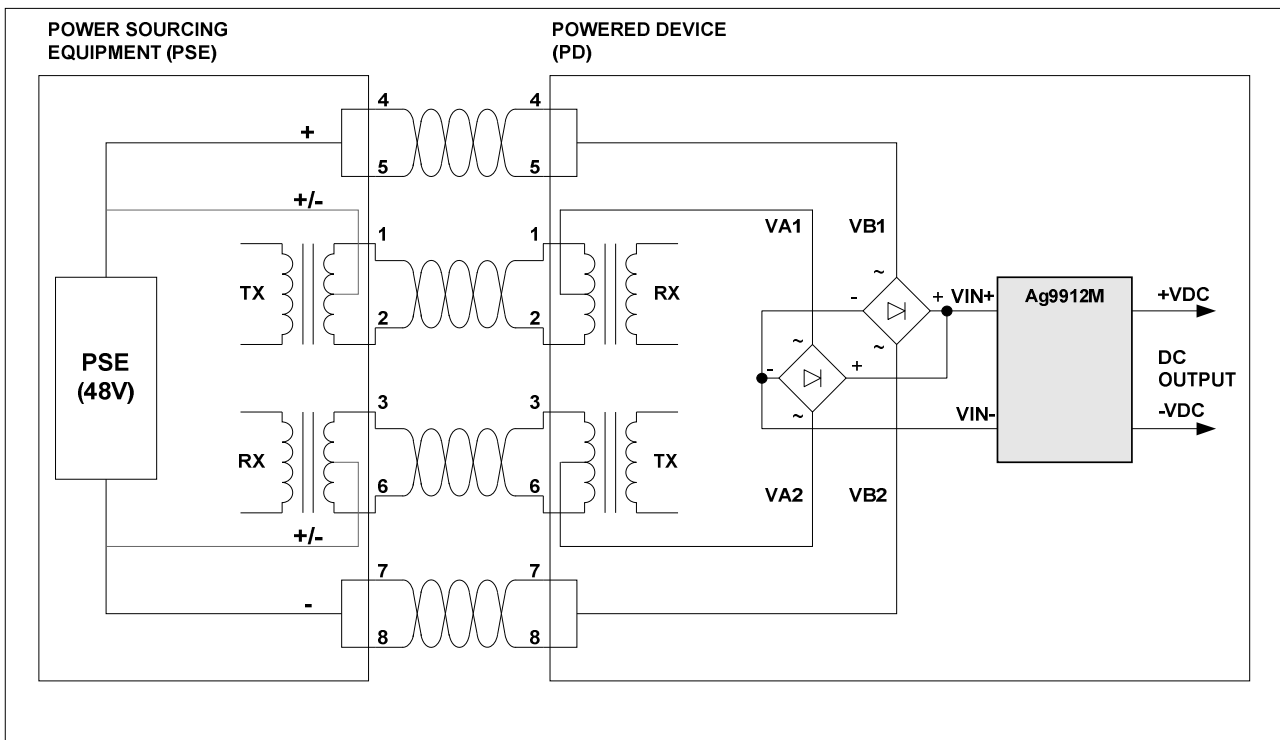 POWER SOURCING
EQUIPMENT (PSE)
POWERED DEVICE
(PD)
4 4
+
5 5
+/-
1 1
VA1 VB1
TX RX
~
- + VIN+ Ag9912M +VDC
2 2
~ ~
PSE
(48V)
- +
DC
OUTPUT
3 3
~
VIN- -VDC
RX TX
6 6
VA2 VB2
+/-
7 7
-
8 8